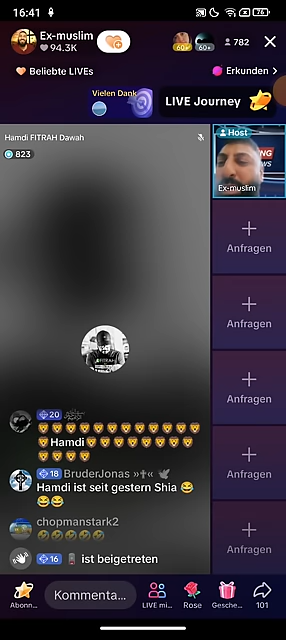 16:41
76
Ex-muslim
94.3K
60
60+
782
Beliebte LIVEs
Erkunden
Vielen Dank
LIVE Journey
Hamdi FITRAH Dawah
823
Host
Ex-muslim
Anfragen
Anfragen
Anfragen
Anfragen
Anfragen
20
Hamdi
18 BruderJonas »✝« 🕊
Hamdi ist seit gestern Shia 😂
😂😂
chopmanstark2
🤣🤣🤣🤣🤣
16 ist beigetreten
Abonn...
Kommenta...
LIVE mi...
Rose
Gesche...
101